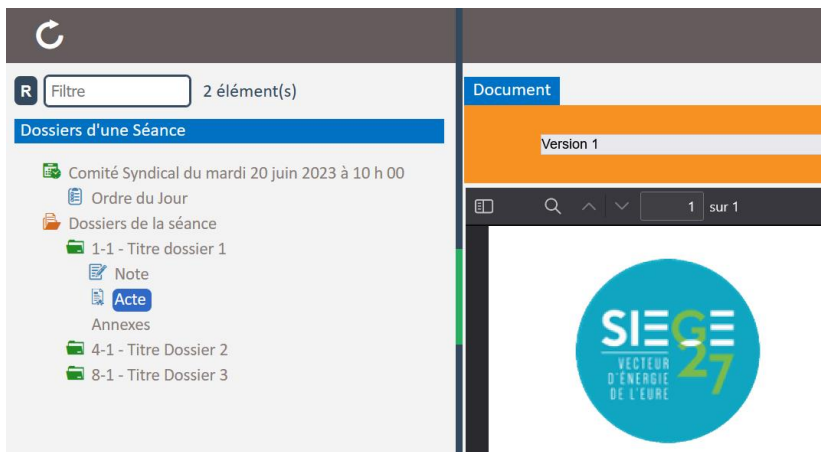 R Filtre 2 élément(s)
Dossiers d'une Séance
Comité Syndical du mardi 20 juin 2023 à 10 h 00
Ordre du Jour
Dossiers de la séance
1-1 - Titre dossier 1
Note
Acte
Annexes
4-1 - Titre Dossier 2
8-1 - Titre Dossier 3
Document
Version 1
1 sur 1
SIEGE
27
VECTEUR
D'ÉNERGIE
DE L'EURE